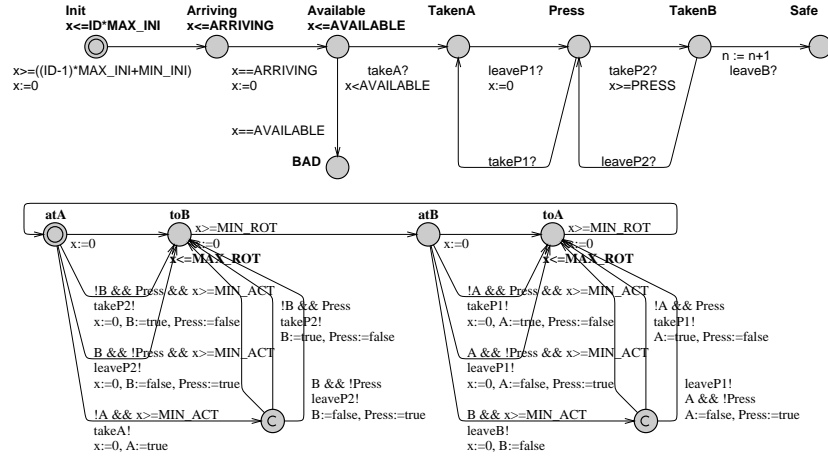 Init
x<=ID*MAX_INI
Arriving
x<=ARRIVING
Available
x<=AVAILABLE
TakenA
Press
TakenB
Safe
x>=((ID-1)*MAX_INI+MIN_INI)
x:=0
x==ARRIVING
x:=0
takeA?
x<AVAILABLE
leaveP1?
x:=0
takeP2?
x>=PRESS
n := n+1
leaveB?
x==AVAILABLE
BAD
takeP1?
leaveP2?
atA
toB
atB
toA
x:=0
x>=MIN_ROT
x:=0
x<=MAX_ROT
x:=0
x>=MIN_ROT
x:=0
x<=MAX_ROT
!B && Press && x>=MIN_ACT
takeP2!
x:=0, B:=true, Press:=false
!B && Press
takeP2!
B:=true, Press:=false
B && !Press && x>=MIN_ACT
leaveP2!
x:=0, B:=false, Press:=true
B && !Press
leaveP2!
B:=false, Press:=true
!A && x>=MIN_ACT
takeA!
x:=0, A:=true
C
!A && Press && x>=MIN_ACT
takeP1!
x:=0, A:=true, Press:=false
!A && Press
takeP1!
A:=true, Press:=false
A && !Press && x>=MIN_ACT
leaveP1!
x:=0, A:=false, Press:=true
leaveP1!
A && !Press
A:=false, Press:=true
B && x>=MIN_ACT
leaveB!
x:=0, B:=false
C